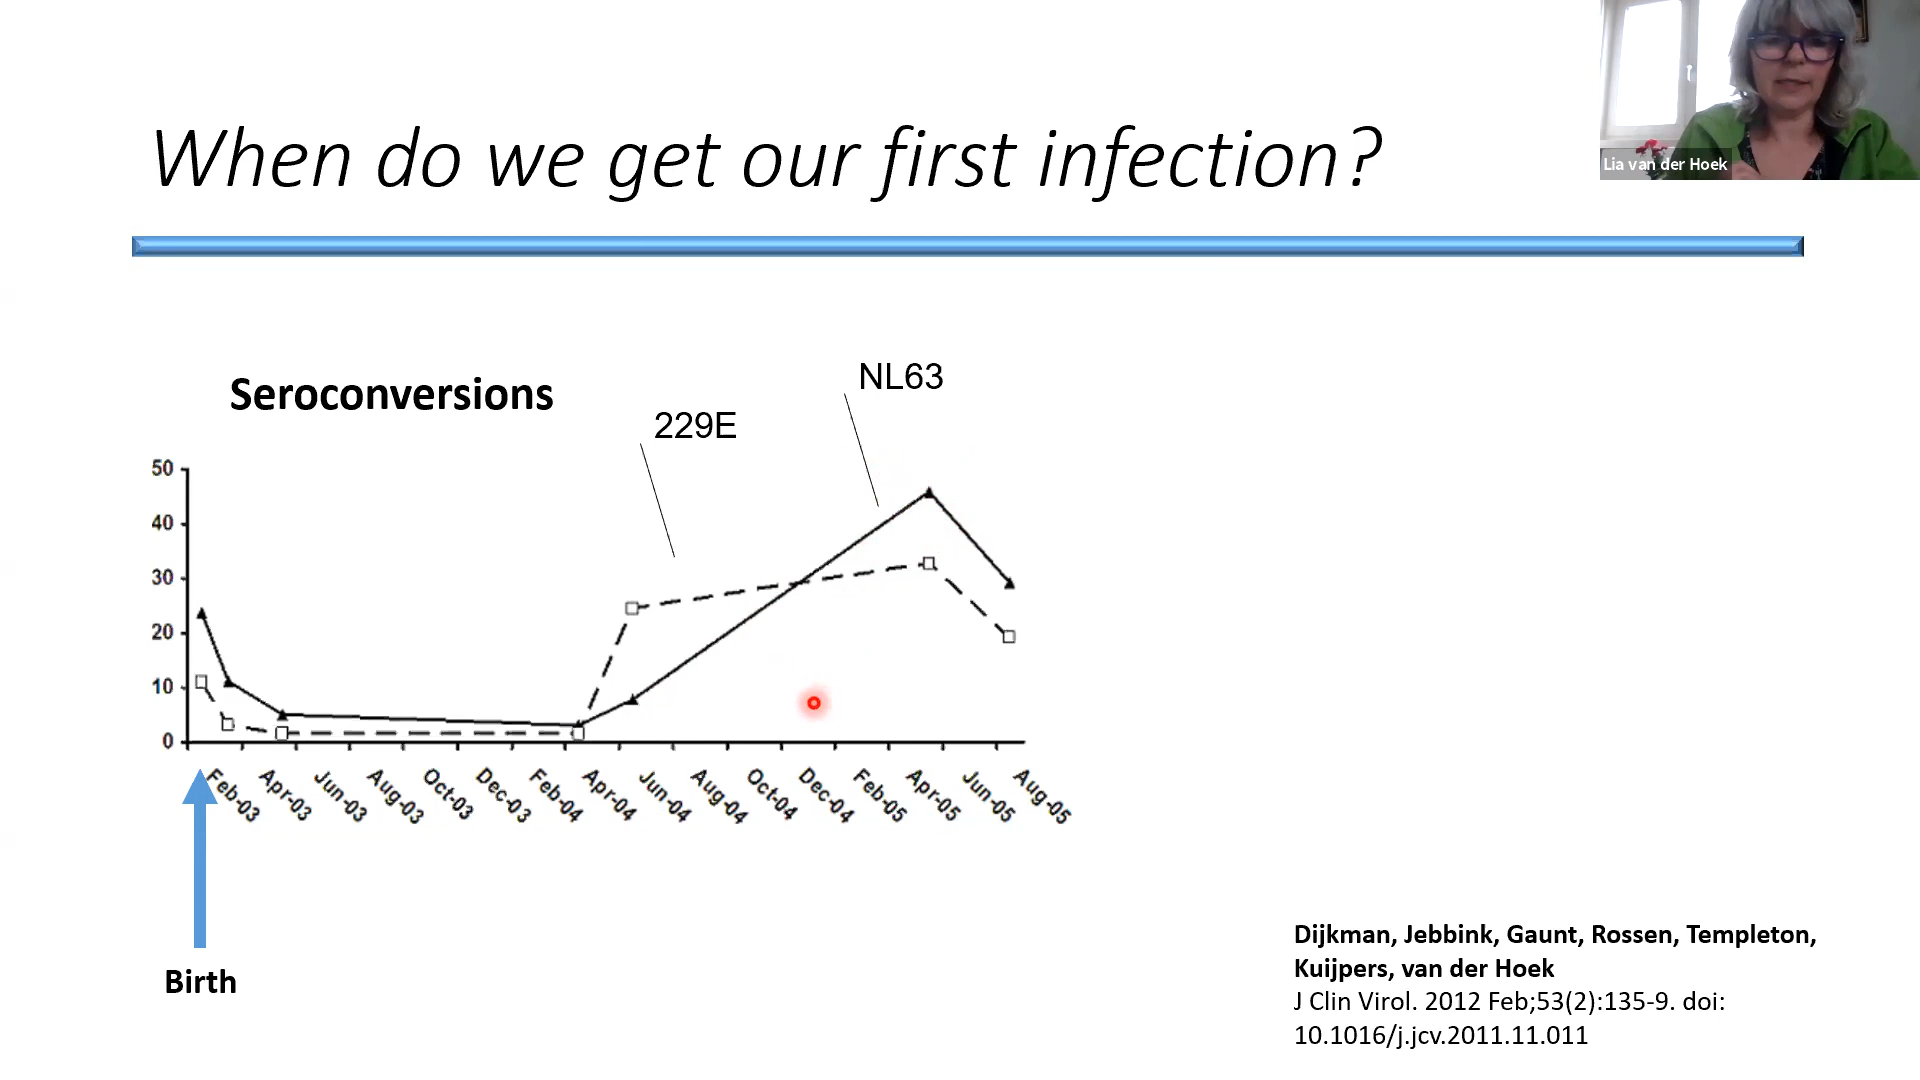 When do we get our first infection?
Lia van der Hoek
Seroconversions
NL63
229E
50
40
30
20
10
0
Feb-03
Apr-03
Jun-03
Aug-03
Oct-03
Dec-03
Feb-04
Apr-04
Jun-04
Aug-04
Oct-04
Dec-04
Feb-05
Apr-05
Jun-05
Aug-05
Birth
Dijkman, Jebbink, Gaunt, Rossen, Templeton,
Kuijpers, van der Hoek
J Clin Virol. 2012 Feb;53(2):135-9. doi:
10.1016/j.jcv.2011.11.011